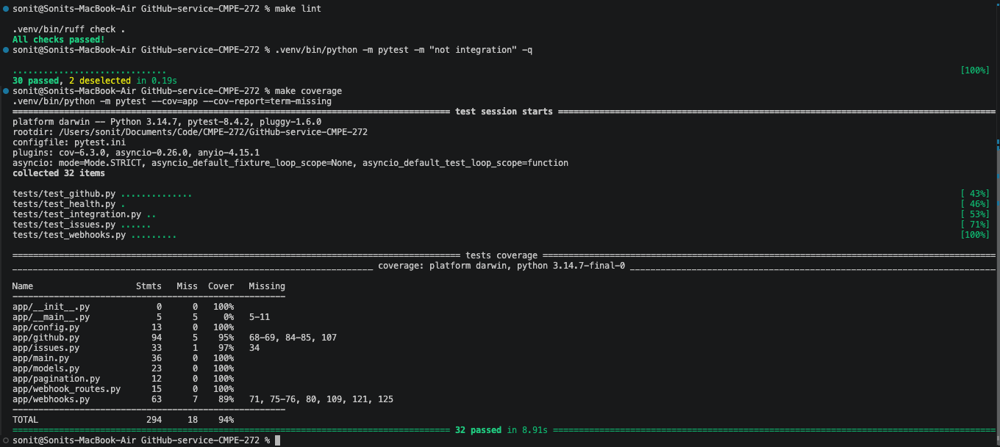 sonit@Sonits-MacBook-Air GitHub-service-CMPE-272 % make lint
.venv/bin/ruff check .
All checks passed!
sonit@Sonits-MacBook-Air GitHub-service-CMPE-272 % .venv/bin/python -m pytest -m "not integration" -q
.............................. [100%]
30 passed, 2 deselected in 0.19s
sonit@Sonits-MacBook-Air GitHub-service-CMPE-272 % make coverage
.venv/bin/python -m pytest --cov=app --cov-report=term-missing
test session starts
platform darwin -- Python 3.14.7, pytest-8.4.2, pluggy-1.6.0
rootdir: /Users/sonit/Documents/Code/CMPE-272/GitHub-service-CMPE-272
configfile: pytest.ini
plugins: cov-6.3.0, asyncio-0.26.0, anyio-4.15.1
asyncio: mode=Mode.STRICT, asyncio_default_fixture_loop_scope=None, asyncio_default_test_loop_scope=function
collected 32 items
tests/test_github.py .............. [ 43%]
tests/test_health.py . [ 46%]
tests/test_integration.py .. [ 53%]
tests/test_issues.py ...... [ 71%]
tests/test_webhooks.py ......... [100%]
tests coverage
coverage: platform darwin, python 3.14.7-final-0
Name Stmts Miss Cover Missing
app/__init__.py 0 0 100%
app/__main__.py 5 5 0% 5-11
app/config.py 13 0 100%
app/github.py 94 5 95% 68-69, 84-85, 107
app/issues.py 33 1 97% 34
app/main.py 36 0 100%
app/models.py 23 0 100%
app/pagination.py 12 0 100%
app/webhook_routes.py 15 0 100%
app/webhooks.py 63 7 89% 71, 75-76, 80, 109, 121, 125
TOTAL 294 18 94%
32 passed in 8.91s
sonit@Sonits-MacBook-Air GitHub-service-CMPE-272 %